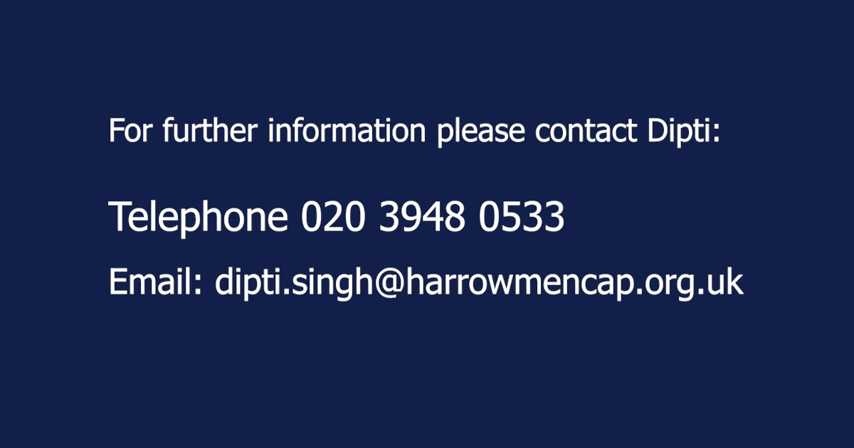 For further information please contact Dipti:
Telephone 020 3948 0533
Email: dipti.singh@harrowmencap.org.uk